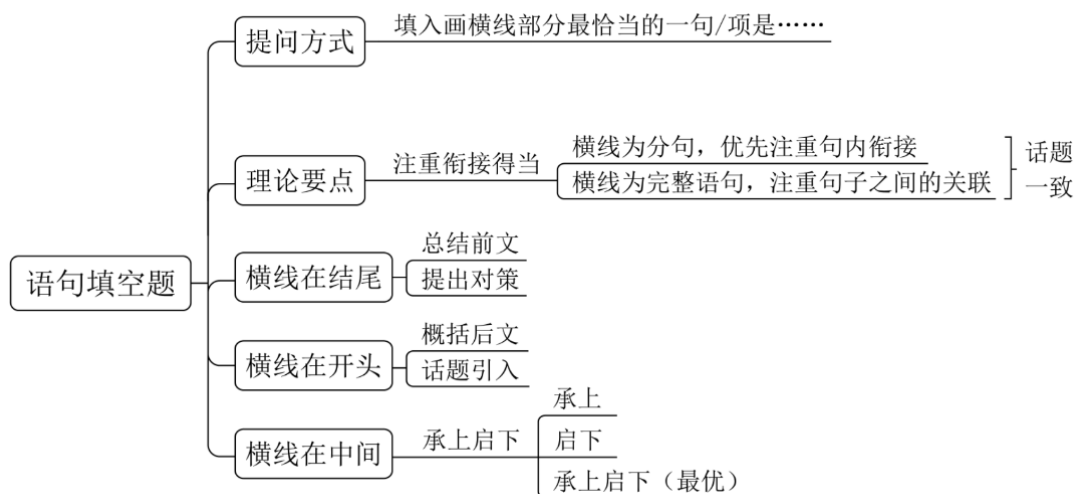 语句填空题
提问方式
填入画横线部分最恰当的一句/项是……
理论要点
注重衔接得当
横线为分句，优先注重句内衔接
横线为完整语句，注重句子之间的关联
话题
一致
横线在结尾
总结前文
提出对策
横线在开头
概括后文
话题引入
横线在中间
承上启下
承上
启下
承上启下（最优）